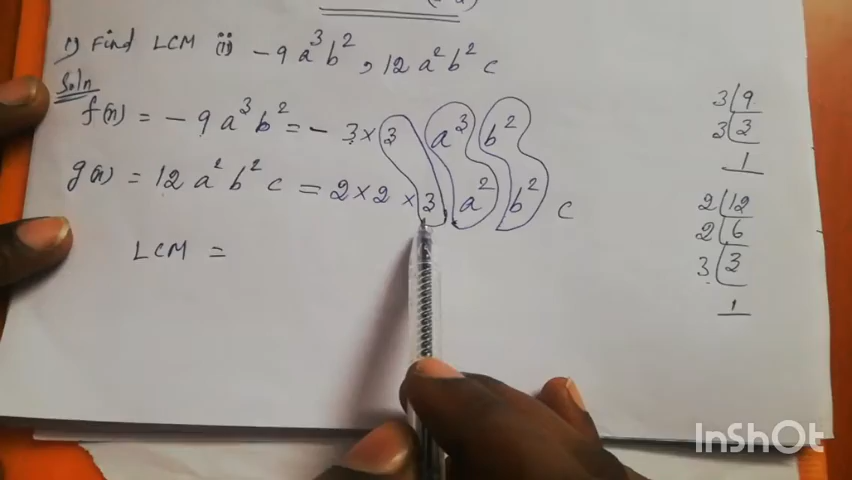 1) Find LCM (ii) -9a³b², 12a²b²c
Soln
f(x) = -9a³b² = -3×3 a³ b²
g(x) = 12a²b²c = 2×2×3 a² b² c
LCM =
3|9
3|3
1
2|12
2|6
3|3
1
InShOt